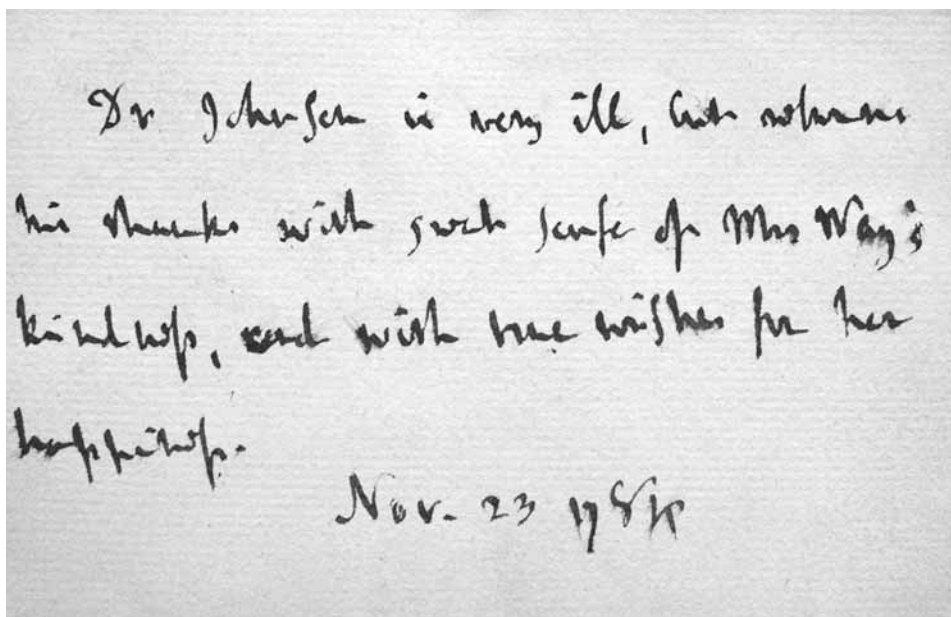 Dr Johnson is very ill, but returns
his thanks with such sense of Mrs Way's
kindness, and with true wishes for her
happiness.
Nov. 23 1784